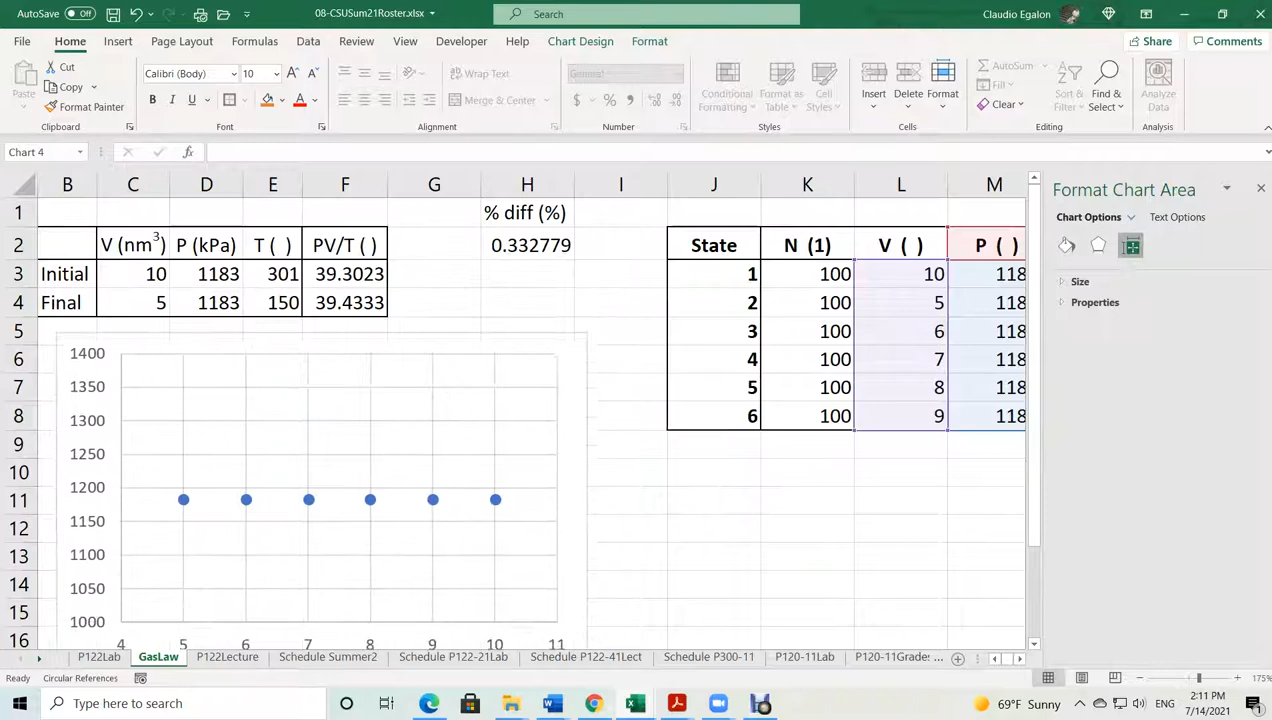 AutoSave Off
08-CSUSum21Roster.xlsx
Search
Claudio Egalon
File Home Insert Page Layout Formulas Data Review View Developer Help Chart Design Format
Share Comments
Paste
Cut
Copy
Format Painter
Calibri (Body) 10
B I U
Wrap Text
Merge & Center
General
$ % 9
Conditional Formatting
Format as Table
Cell Styles
Insert Delete Format
AutoSum
Fill
Clear
Sort & Filter
Find & Select
Analyze Data
Clipboard Font Alignment Number Styles Cells Editing Analysis
Chart 4 fx
B C D E F G H I J K L M
1 % diff (%)
2 V (nm³) P (kPa) T ( ) PV/T ( ) 0.332779 State N (1) V ( ) P ( )
3 Initial 10 1183 301 39.3023 1 100 10 118
4 Final 5 1183 150 39.4333 2 100 5 118
5 3 100 6 118
6 4 100 7 118
7 5 100 8 118
8 6 100 9 118
9
10
11
12
13
14
15
16
1400
1350
1300
1250
1200
1150
1100
1050
1000
4 5 6 7 8 9 10 11
Format Chart Area
Chart Options Text Options
Size
Properties
P122Lab GasLaw P122Lecture Schedule Summer2 Schedule P122-21Lab Schedule P122-41Lect Schedule P300-11 P120-11Lab P120-11Grades ...
Ready Circular References 175%
Type here to search
69°F Sunny
ENG
2:11 PM
7/14/2021
1